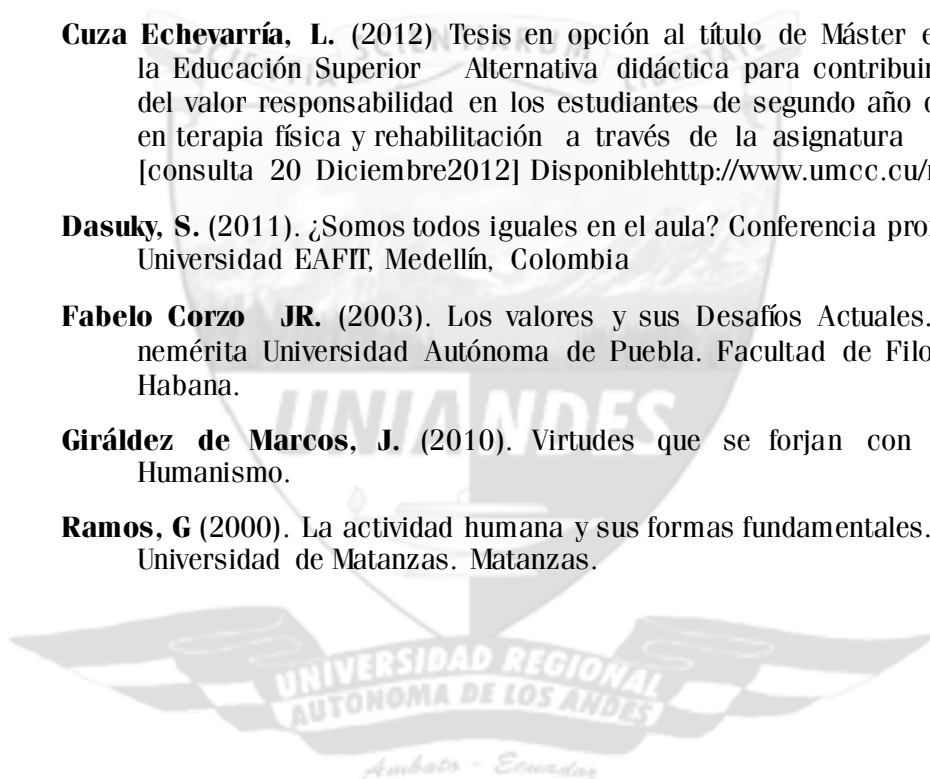 Cuza Echevarría, L. (2012) Tesis en opción al título de Máster e
la Educación Superior Alternativa didáctica para contribuir
del valor responsabilidad en los estudiantes de segundo año
en terapia física y rehabilitación a través de la asignatura
[consulta 20 Diciembre2012] Disponiblehttp://www.umcc.cu/
Dasuky, S. (2011). ¿Somos todos iguales en el aula? Conferencia pro
Universidad EAFIT, Medellín, Colombia
Fabelo Corzo JR. (2003). Los valores y sus Desafíos Actuales.
nemérita Universidad Autónoma de Puebla. Facultad de Filo
Habana.
Giráldez de Marcos, J. (2010). Virtudes que se forjan con
Humanismo.
Ramos, G (2000). La actividad humana y sus formas fundamentales.
Universidad de Matanzas. Matanzas.
UNIANDES
UNIVERSIDAD REGIONAL
AUTONOMA DE LOS ANDES
Ambato - Ecuador